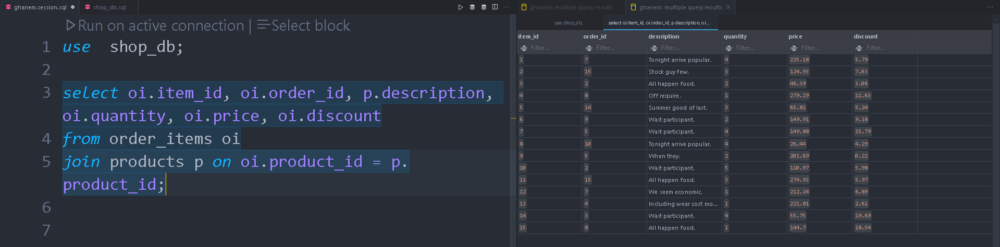 ghanem.session.sql
shop_db.sql
Run on active connection | Select block
1 use shop_db;
2
3 select oi.item_id, oi.order_id, p.description,
oi.quantity, oi.price, oi.discount
4 from order_items oi
5 join products p on oi.product_id = p.
product_id;
6
7
ghanem: multiple query results
ghanem: multiple query results
use shop_db;
select oi.item_id, oi.order_id, p.description, oi....
item_id order_id description quantity price discount
abc Filter... abc Filter... abc Filter... abc Filter... abc Filter... abc Filter...
1 7 Tonight arrive popular. 4 225.18 5.79
2 15 Stock guy few. 3 124.93 7.03
3 2 All happen food. 2 46.39 3.06
4 8 Off require. 1 279.29 11.63
5 14 Summer good of last. 3 65.81 5.24
6 9 Wait participant. 2 149.91 9.18
7 5 Wait participant. 4 149.88 15.79
8 10 Tonight arrive popular. 4 26.44 4.29
9 5 When they. 2 201.69 0.22
10 2 Wait participant. 5 110.97 5.98
11 15 All happen food. 3 274.93 5.97
12 7 We seem economic. 1 212.24 6.89
13 4 Including wear cost mo... 1 221.81 2.61
14 3 Wait participant. 4 55.75 19.69
15 8 All happen food. 1 144.7 18.54